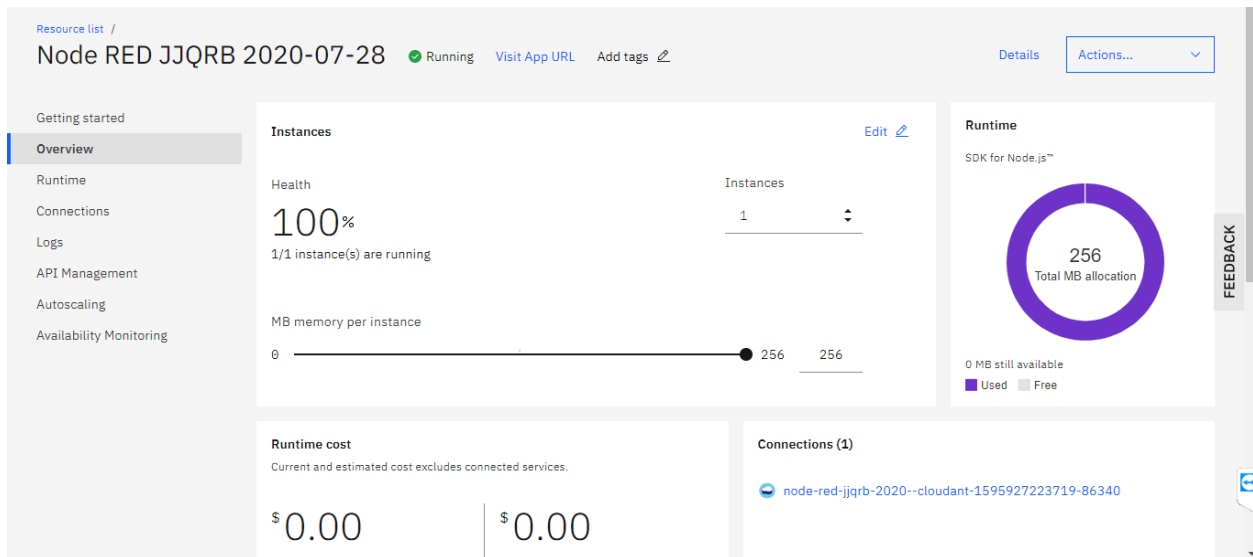 Resource list /
Node RED JJQRB 2020-07-28
Running
Visit App URL
Add tags
Details
Actions...
Getting started
Overview
Runtime
Connections
Logs
API Management
Autoscaling
Availability Monitoring
Instances
Edit
Health
100%
1/1 instance(s) are running
Instances
1
MB memory per instance
0
256
256
Runtime
SDK for Node.js™
256
Total MB allocation
0 MB still available
Used
Free
FEEDBACK
Runtime cost
Current and estimated cost excludes connected services.
$0.00
$0.00
Connections (1)
node-red-jjqrb-2020--cloudant-1595927223719-86340